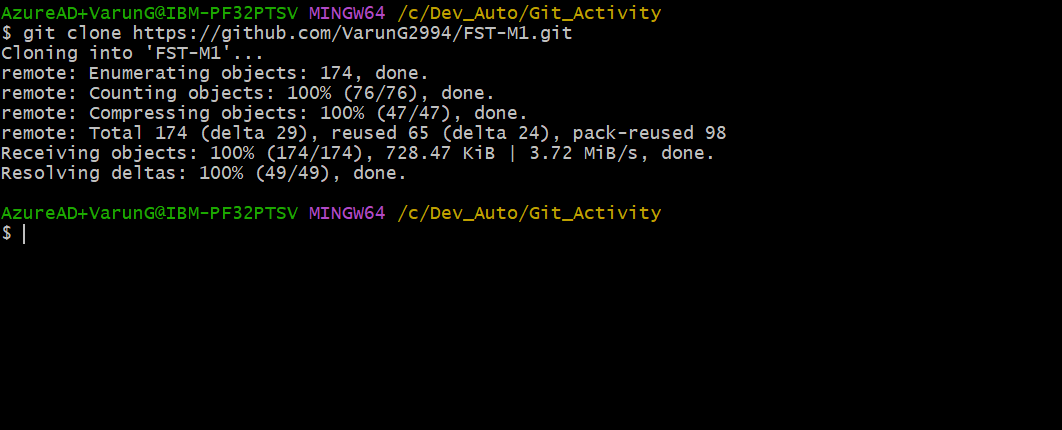 AzureAD+VarunG@IBM-PF32PTSV MINGW64 /c/Dev_Auto/Git_Activity
$ git clone https://github.com/VarunG2994/FST-M1.git
Cloning into 'FST-M1'...
remote: Enumerating objects: 174, done.
remote: Counting objects: 100% (76/76), done.
remote: Compressing objects: 100% (47/47), done.
remote: Total 174 (delta 29), reused 65 (delta 24), pack-reused 98
Receiving objects: 100% (174/174), 728.47 KiB | 3.72 MiB/s, done.
Resolving deltas: 100% (49/49), done.
AzureAD+VarunG@IBM-PF32PTSV MINGW64 /c/Dev_Auto/Git_Activity
$